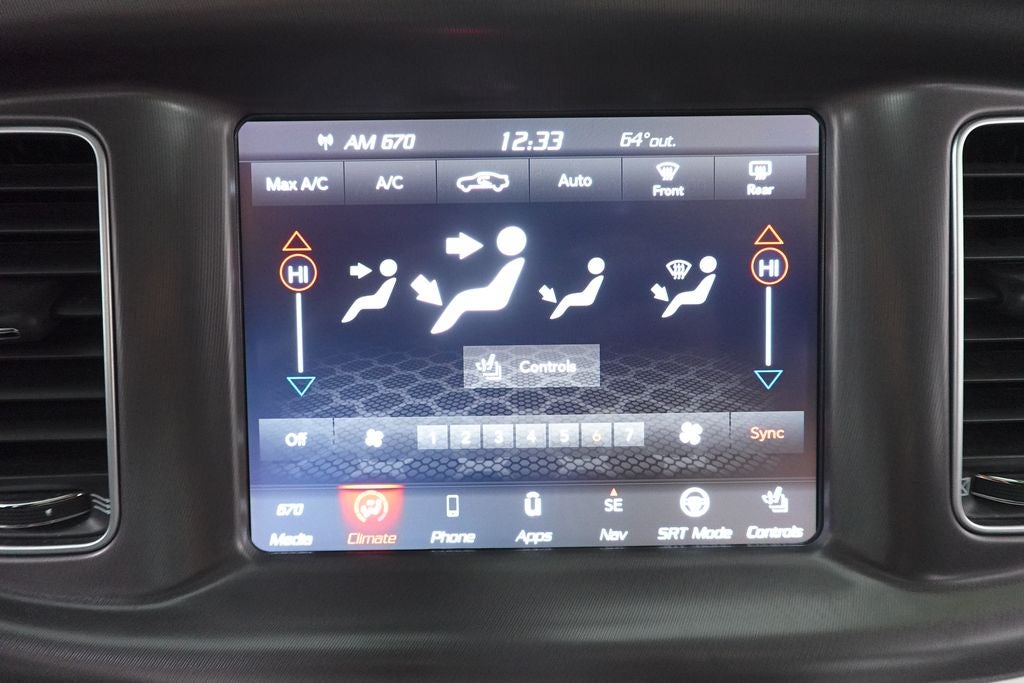 AM 670 12:33 64°out.
Max A/C A/C Auto Front Rear
HI HI
Controls
Off 1 2 3 4 5 6 7 Sync
670 SE
Media Climate Phone Apps Nav SRT Mode Controls